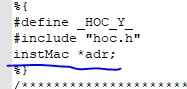 %{
#define _HOC_Y_
#include "hoc.h"
instMac *adr;
%}
/*********************